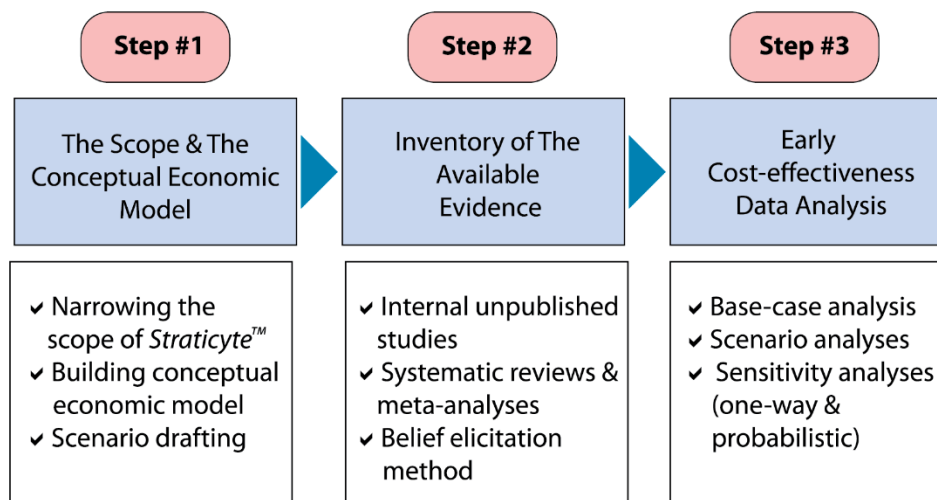 Step #1
The Scope & The
Conceptual Economic
Model
✓ Narrowing the
scope of Straticyte™
✓ Building conceptual
economic model
✓ Scenario drafting
Step #2
Inventory of The
Available
Evidence
✓ Internal unpublished
studies
✓ Systematic reviews &
meta-analyses
✓ Belief elicitation
method
Step #3
Early
Cost-effectiveness
Data Analysis
✓ Base-case analysis
✓ Scenario analyses
✓ Sensitivity analyses
(one-way &
probabilistic)